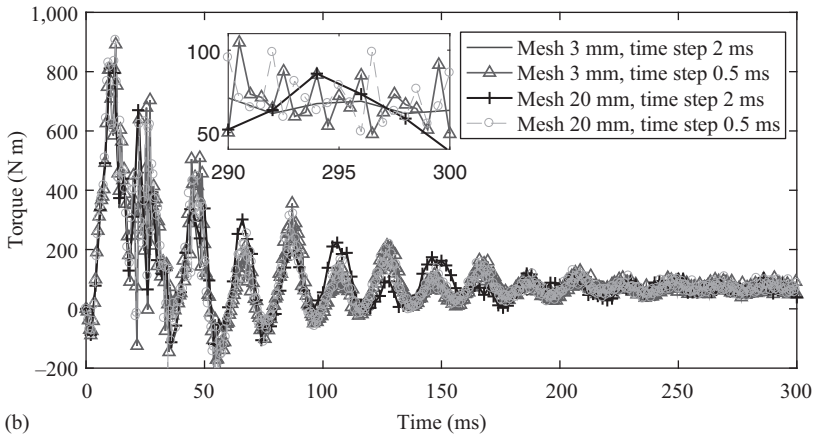 1,000
800
600
400
200
0
−200
Torque (N m)
100
50
290 295 300
Mesh 3 mm, time step 2 ms
Mesh 3 mm, time step 0.5 ms
Mesh 20 mm, time step 2 ms
Mesh 20 mm, time step 0.5 ms
0 50 100 150 200 250 300
(b)
Time (ms)